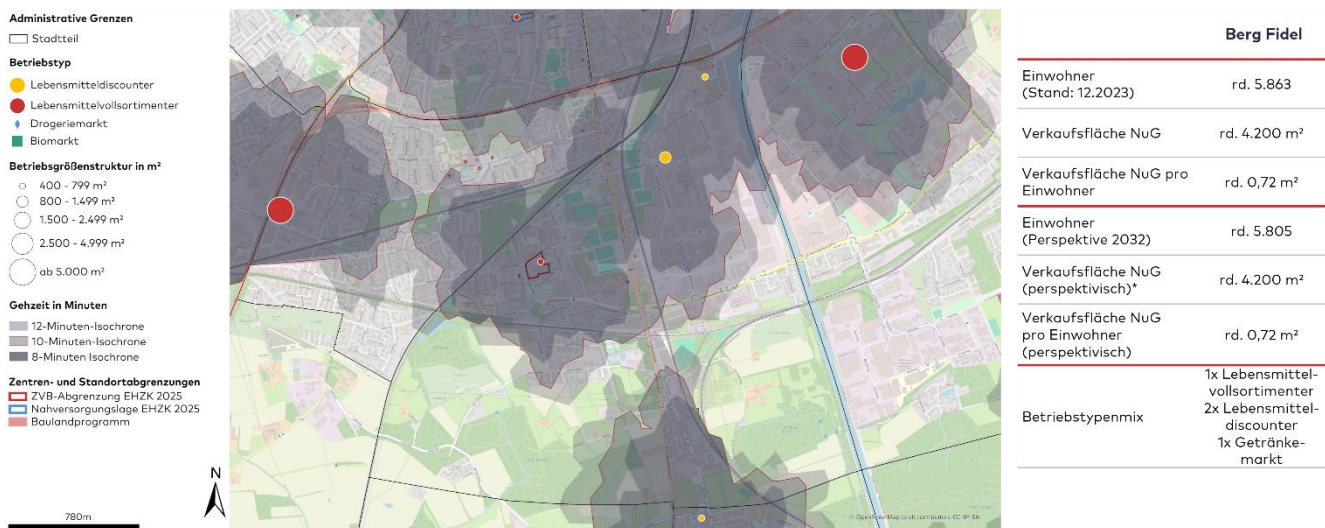 Administrative Grenzen
Stadtteil
Betriebstyp
Lebensmitteldiscounter
Lebensmittelvollsortimenter
Drogeriemarkt
Biomarkt
Betriebsgrößenstruktur in m²
400 - 799 m²
800 - 1.499 m²
1.500 - 2.499 m²
2.500 - 4.999 m²
ab 5.000 m²
Gehzeit in Minuten
12-Minuten-Isochrone
10-Minuten-Isochrone
8-Minuten Isochrone
Zentren- und Standortabgrenzungen
ZVB-Abgrenzung EHZK 2025
Nahversorgungslage EHZK 2025
Baulandprogramm
N
780m
Berg Fidel
Einwohner
(Stand: 12.2023)
rd. 5.863
Verkaufsfläche NuG
rd. 4.200 m²
Verkaufsfläche NuG pro
Einwohner
rd. 0,72 m²
Einwohner
(Perspektive 2032)
rd. 5.805
Verkaufsfläche NuG
(perspektivisch)*
rd. 4.200 m²
Verkaufsfläche NuG
pro Einwohner
(perspektivisch)
rd. 0,72 m²
Betriebstypenmix
1x Lebensmittel-
vollsortimenter
2x Lebensmittel-
discounter
1x Getränke-
markt